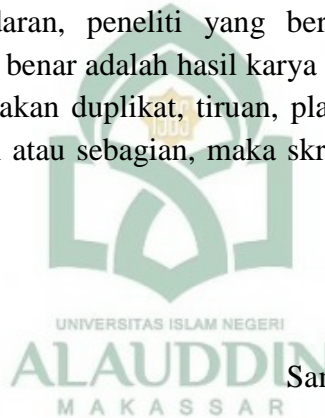 daran, peneliti yang ber
benar adalah hasil karya
akan duplikat, tiruan, pla
atau sebagian, maka skr
UNIVERSITAS ISLAM NEGERI
ALAUDDIN
Sar
MAKASSAR